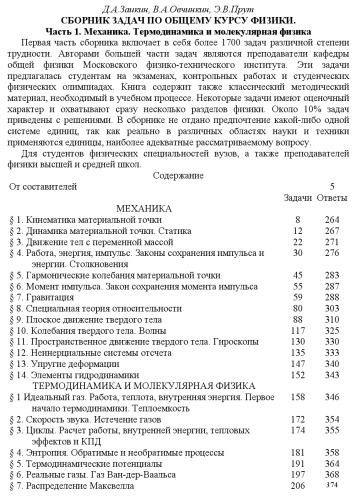 Д.А.Заикин, В.А.Овчинкин, Э.В.Прут
СБОРНИК ЗАДАЧ ПО ОБЩЕМУ КУРСУ ФИЗИКИ.
Часть 1. Механика. Термодинамика и молекулярная физика
Первая часть сборника включает в себя более 1700 задач различной степени
трудности. Авторами большей части задач являются преподаватели кафедры
общей физики Московского физико-технического института. Эти задачи
предлагалась студентам на экзаменах, контрольных работах и студенческих
физических олимпиадах. Книга содержит также классический методический
материал, необходимый в учебном процессе. Некоторые задачи имеют оценочный
характер и охватывают сразу несколько разделов физики. Около 10% задач
приведены с решениями. В сборнике не отдано предпочтение какой-либо одной
системе единиц, так как реально в различных областях науки и техники
применяются единицы, наиболее адекватные рассматриваемому вопросу.
Для студентов физических специальностей вузов, а также преподавателей
физики высшей и средней школ.
Содержание
От составителей 5
Задачи Ответы
МЕХАНИКА
§ 1. Кинематика материальной точки 8 264
§ 2. Динамика материальной точки. Статика 12 267
§ 3. Движение тел с переменной массой 22 271
§ 4. Работа, энергия, импульс. Законы сохранения импульса и 30 276
энергии. Столкновения
§ 5. Гармонические колебания материальной точки 45 283
§ 6. Момент импульса. Закон сохранения момента импульса 55 287
§ 7. Гравитация 59 288
§ 8. Специальная теория относительности 80 303
§ 9. Плоское движение твердого тела 88 310
§ 10. Колебания твердого тела. Волны 117 325
§ 11. Пространственное движение твердого тела. Гироскопы 130 330
§ 12. Неинерциальные системы отсчета 135 333
§ 13. Упругие деформации 147 340
§ 14. Элементы гидродинамики 152 343
ТЕРМОДИНАМИКА И МОЛЕКУЛЯРНАЯ ФИЗИКА
§ 1 Идеальный газ. Работа, теплота, внутренняя энергия. Первое 158 346
начало термодинамики. Теплоемкость
§ 2. Скорость звука. Истечение газов 172 354
§ 3. Циклы. Расчет работы, внутренней энергии, тепловых 174 355
эффектов и КПД
§ 4. Энтропия. Обратимые и необратимые процессы 181 358
§ 5. Термодинамические потенциалы 191 364
§ 6. Реальные газы. Газ Ван-дер-Ваальса 197 368
§ 7. Распределение Максвелла 206 374